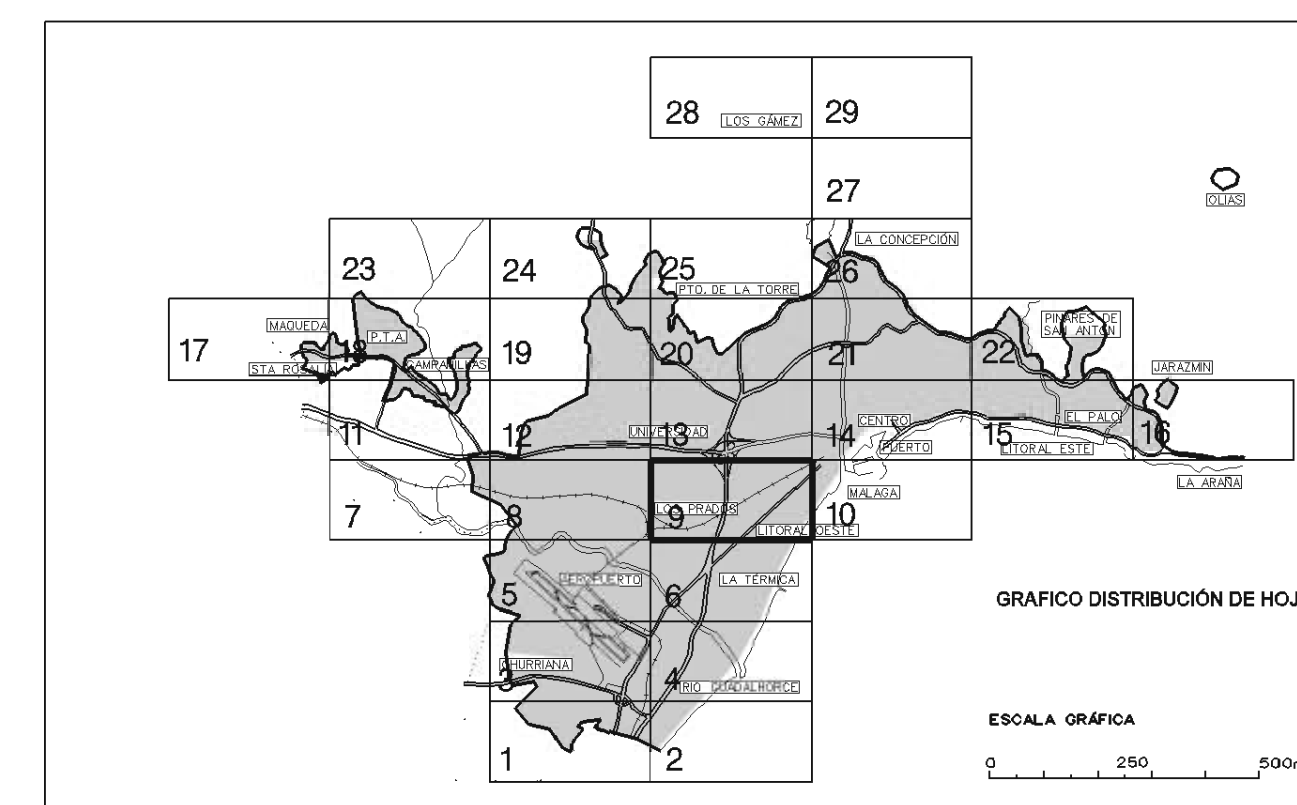 28 LOS GÁMEZ 29
27
OLIAS
LA CONCEPCIÓN
23 24 25 26
PTO. DE LA TORRE
MAQUEDA
P.T.A.
PINARES DE
SAN ANTON
17 18 19 20 21 22
STA ROSALIA CAMPANILLAS
JARAZMIN
CENTRO EL PALO
11 12 UNIVERSIDAD 13 14 PUERTO 15 16
LITORAL ESTE
LA ARAÑA
MALAGA
7 8 9 LOS PRADOS 10
LITORAL OESTE
AEROPUERTO LA TÉRMICA
5 6
GRAFICO DISTRIBUCIÓN DE HOJ
CHURRIANA
3 4 RIO GUADALHORCE
ESCALA GRÁFICA
1 2
0 250 500